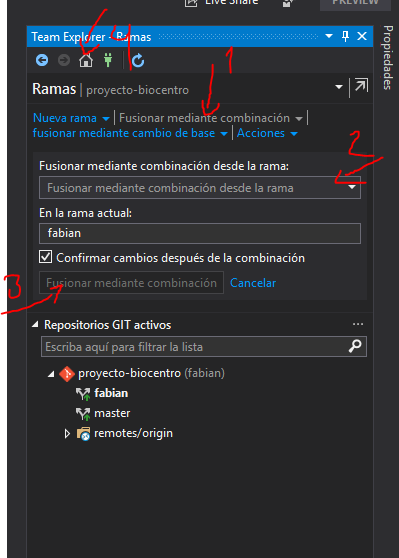 Live Share
PREVIEW
Team Explorer - Ramas
4
1
Ramas | proyecto-biocentro
Nueva rama | Fusionar mediante combinación |
fusionar mediante cambio de base | Acciones
Fusionar mediante combinación desde la rama:
2
Fusionar mediante combinación desde la rama
En la rama actual:
fabian
Confirmar cambios después de la combinación
3
Fusionar mediante combinación Cancelar
Repositorios GIT activos ...
Escriba aquí para filtrar la lista
proyecto-biocentro (fabian)
fabian
master
remotes/origin
Propiedades